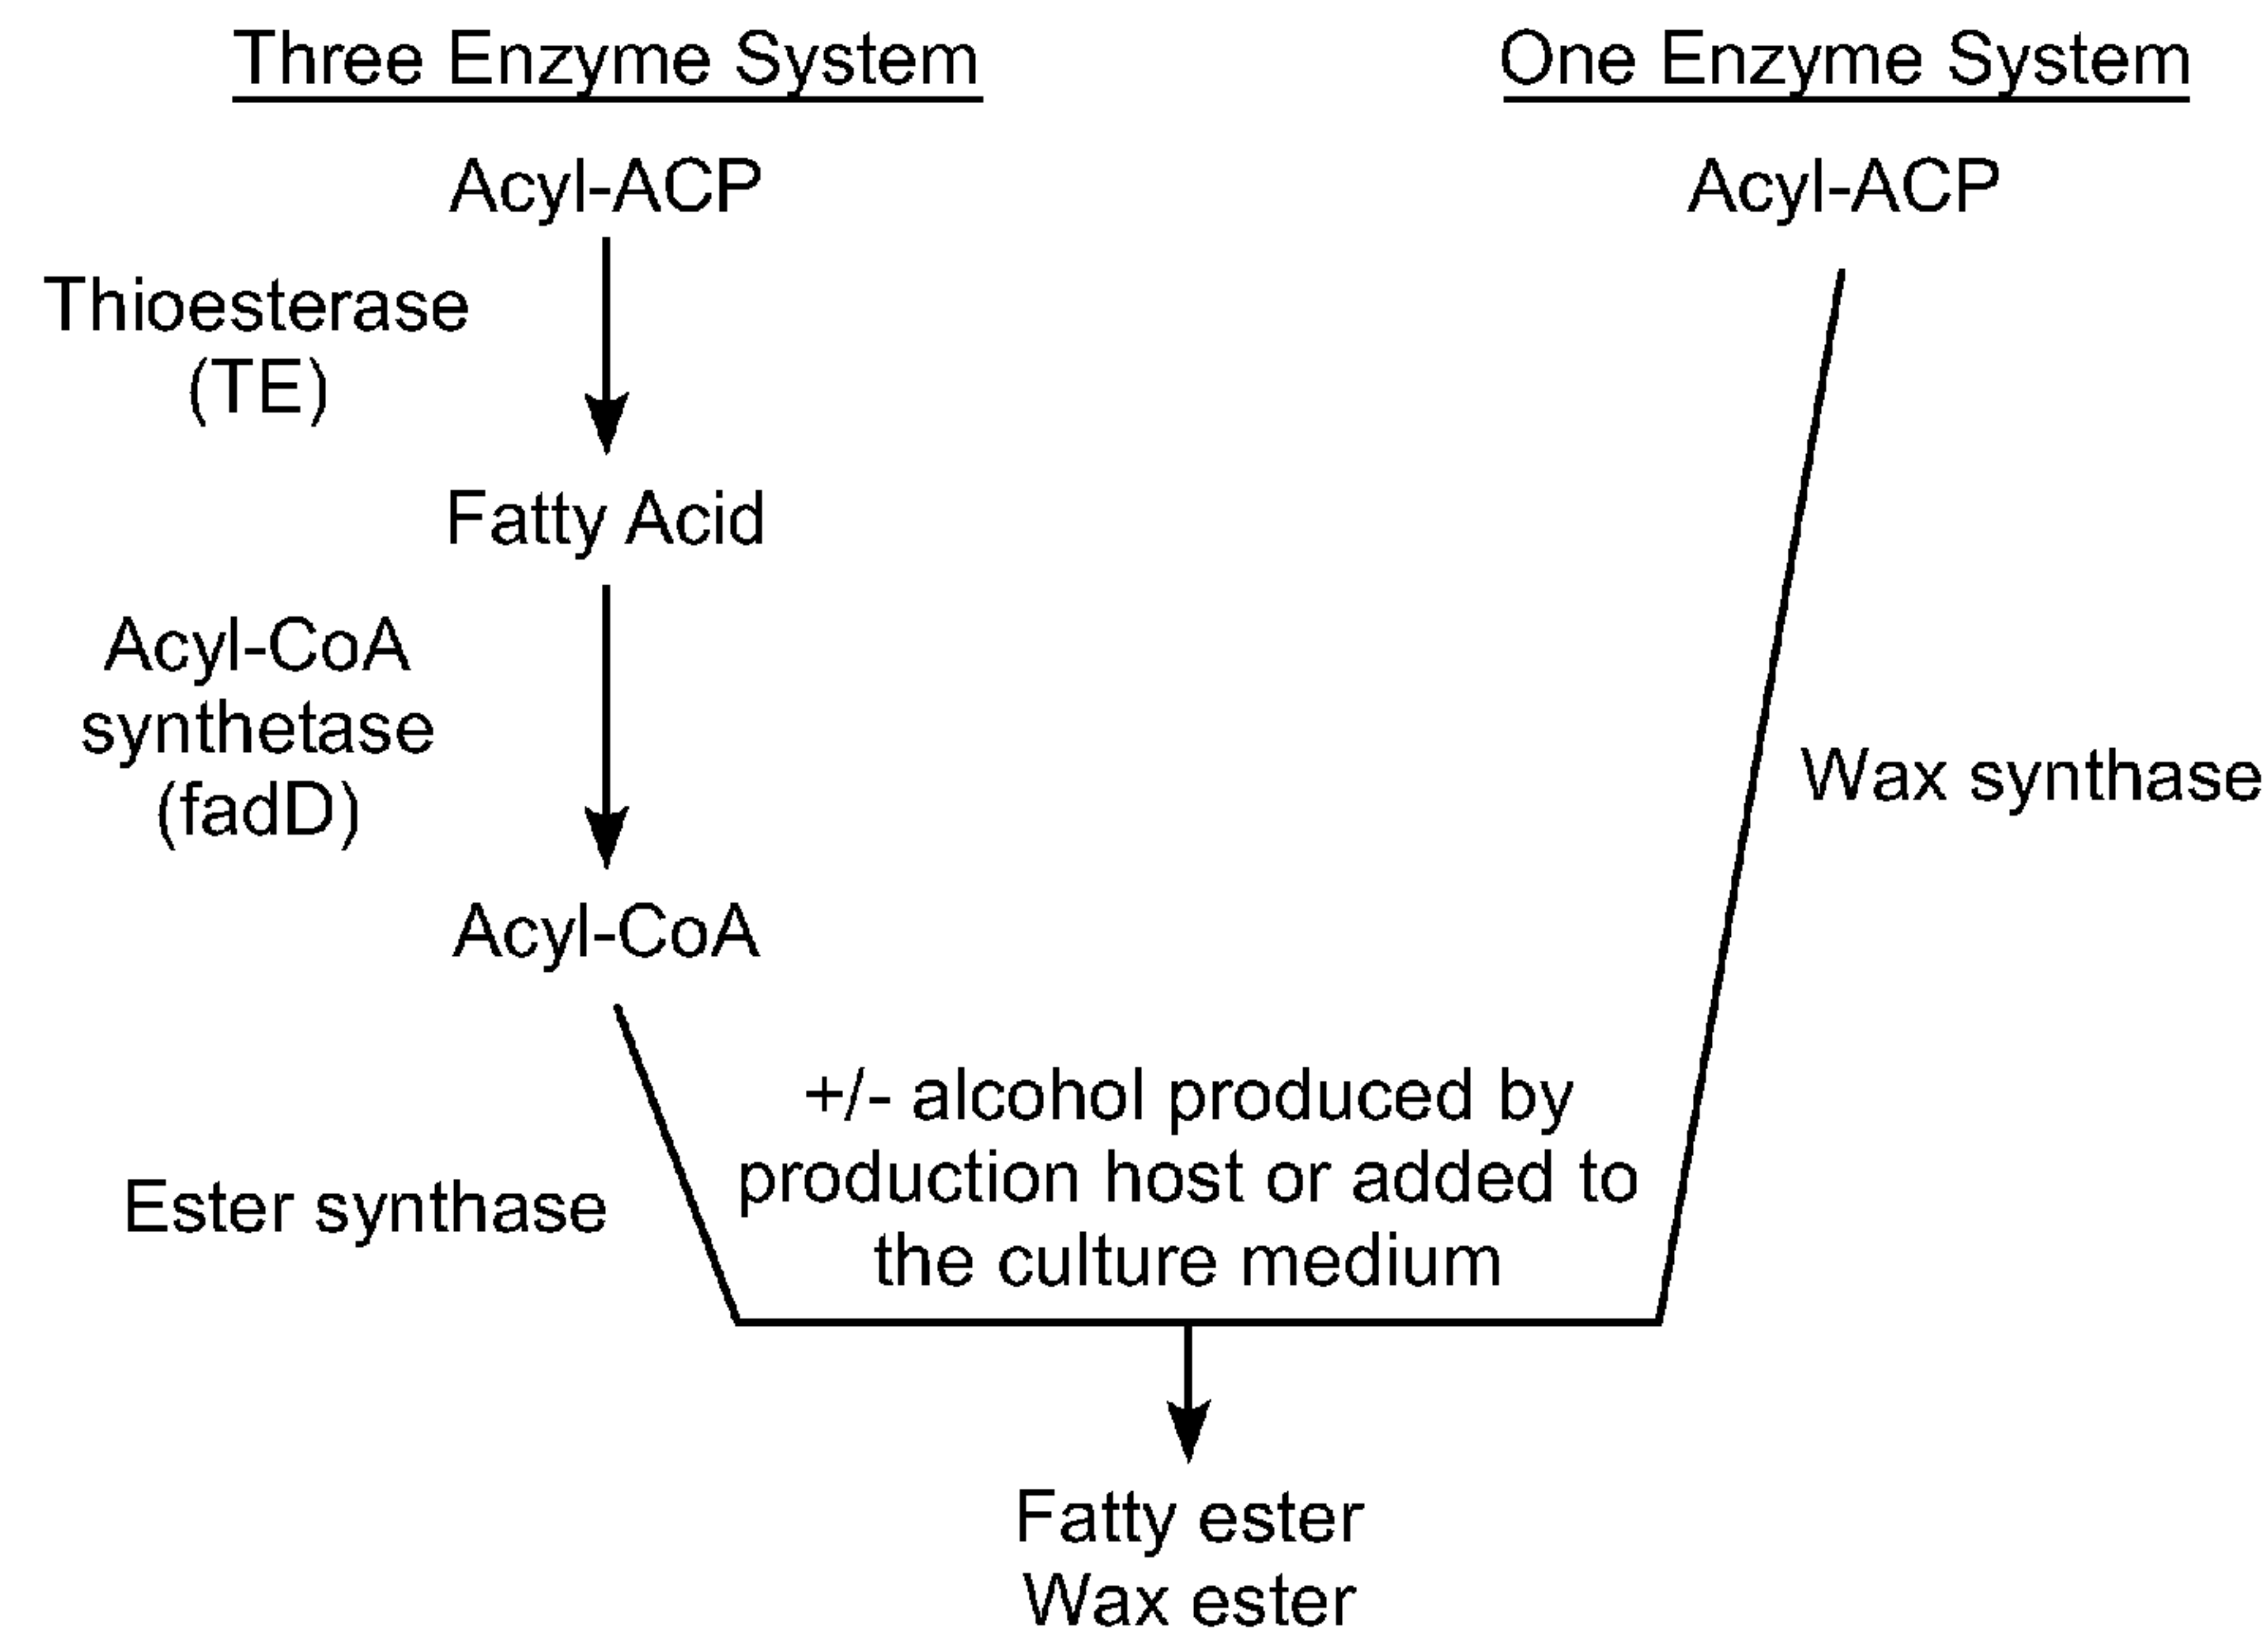 Three Enzyme System
One Enzyme System
Acyl-ACP
Acyl-ACP
Thioesterase
(TE)
Fatty Acid
Acyl-CoA
synthetase
(fadD)
Wax synthase
Acyl-CoA
+/- alcohol produced by
production host or added to
the culture medium
Ester synthase
Fatty ester
Wax ester